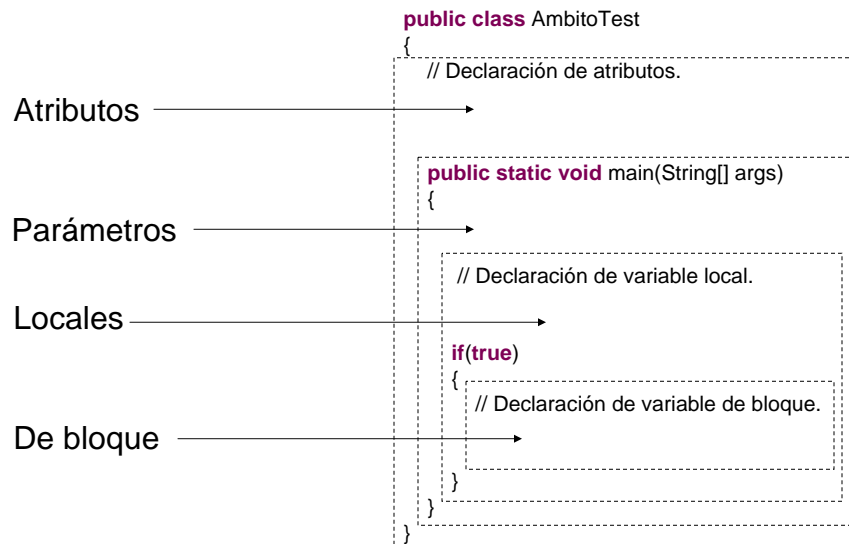 public class AmbitoTest
{
// Declaración de atributos.
Atributos
public static void main(String[] args)
{
Parámetros
// Declaración de variable local.
Locales
if(true)
{
// Declaración de variable de bloque.
De bloque
}
}
}